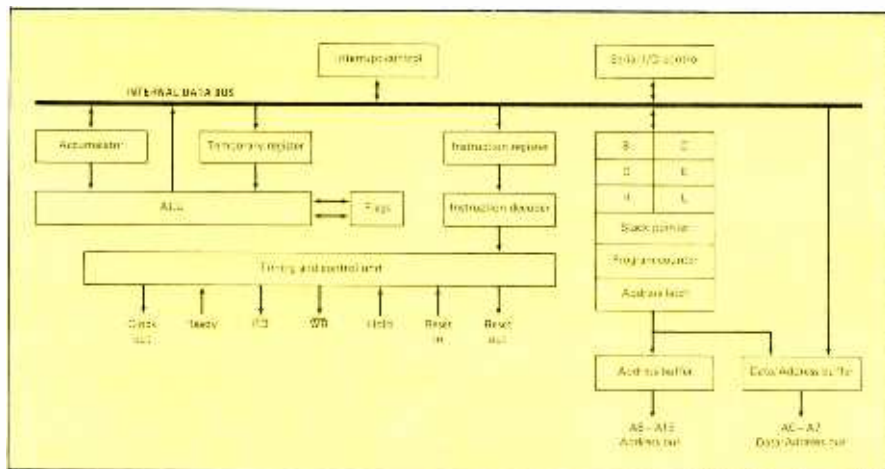 Interrupt control
Serial I/O control
INTERNAL DATA BUS
Accumulator
Temporary register
Instruction register
B C
D E
H L
ALU
Flags
Instruction decoder
Stack pointer
Program counter
Timing and control unit
Address latch
Clock out
Ready
RD
WR
Hold
Reset in
Reset out
Address buffer
Data/Address buffer
A8 – A15
Address bus
A0 – A7
Data/Address bus